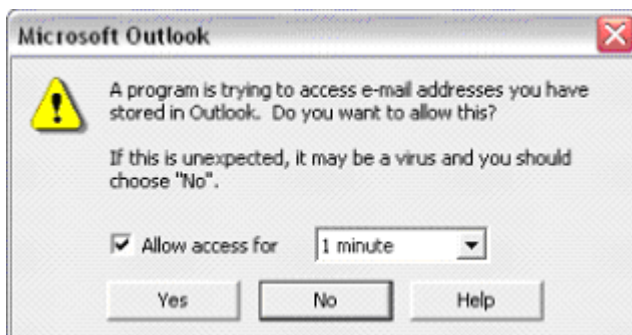 Microsoft Outlook
A program is trying to access e-mail addresses you have
stored in Outlook. Do you want to allow this?
If this is unexpected, it may be a virus and you should
choose "No".
Allow access for 1 minute
Yes No Help